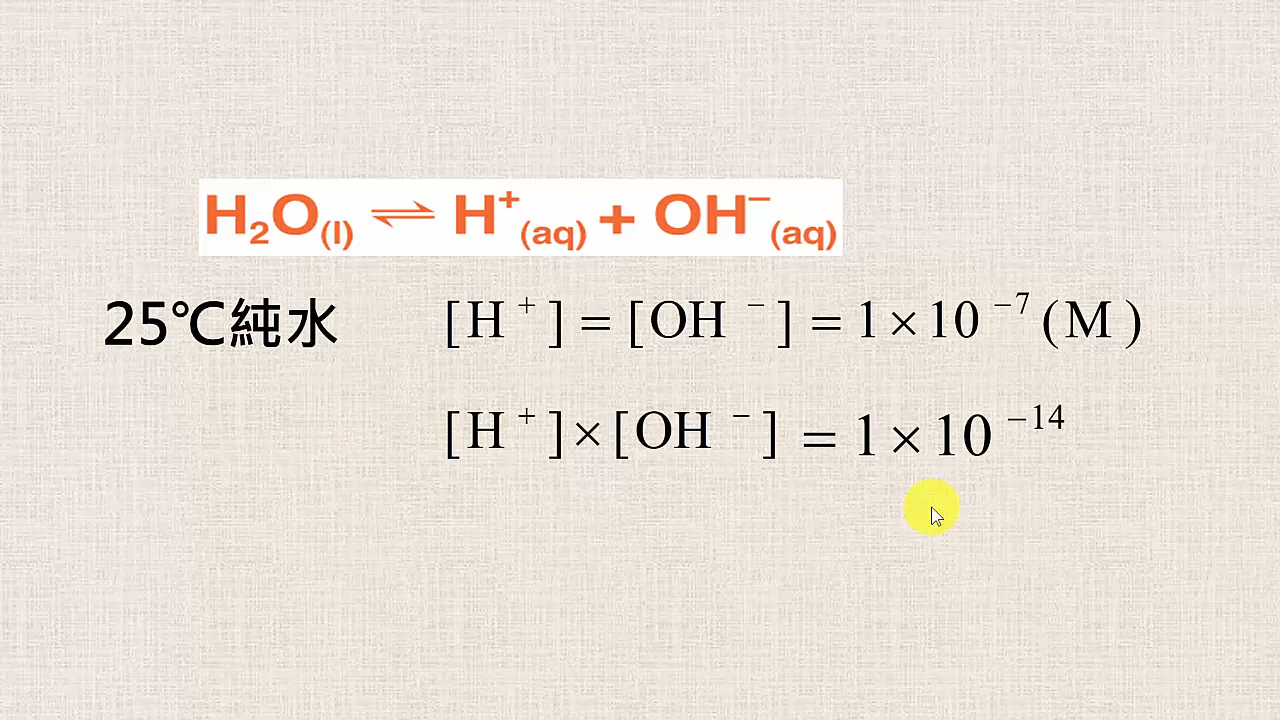 H₂O(l) ⇌ H⁺(aq) + OH⁻(aq)
25℃純水 [H⁺] = [OH⁻] = 1×10⁻⁷(M)
[H⁺]×[OH⁻] = 1×10⁻¹⁴